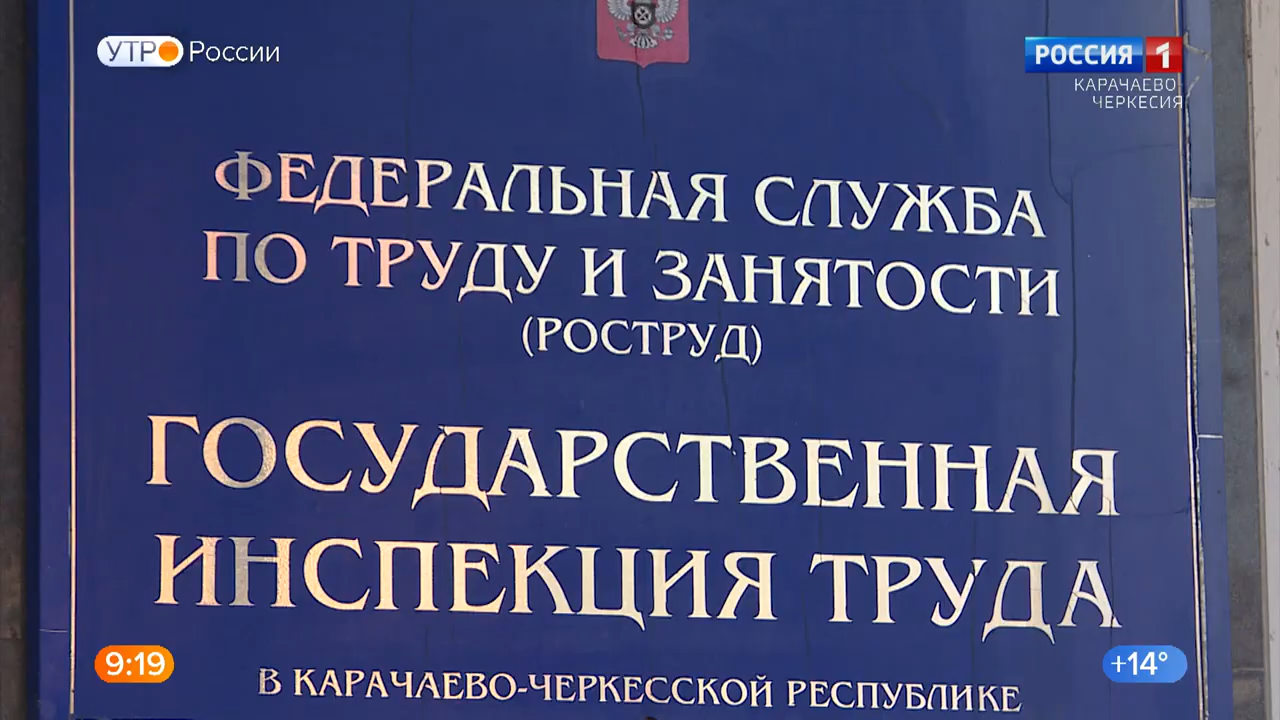 УТРО России
РОССИЯ 1
КАРАЧАЕВО
ЧЕРКЕСИЯ
ФЕДЕРАЛЬНАЯ СЛУЖБА
ПО ТРУДУ И ЗАНЯТОСТИ
(РОСТРУД)
ГОСУДАРСТВЕННАЯ
ИНСПЕКЦИЯ ТРУДА
В КАРАЧАЕВО-ЧЕРКЕССКОЙ РЕСПУБЛИКЕ
9:19
+14°